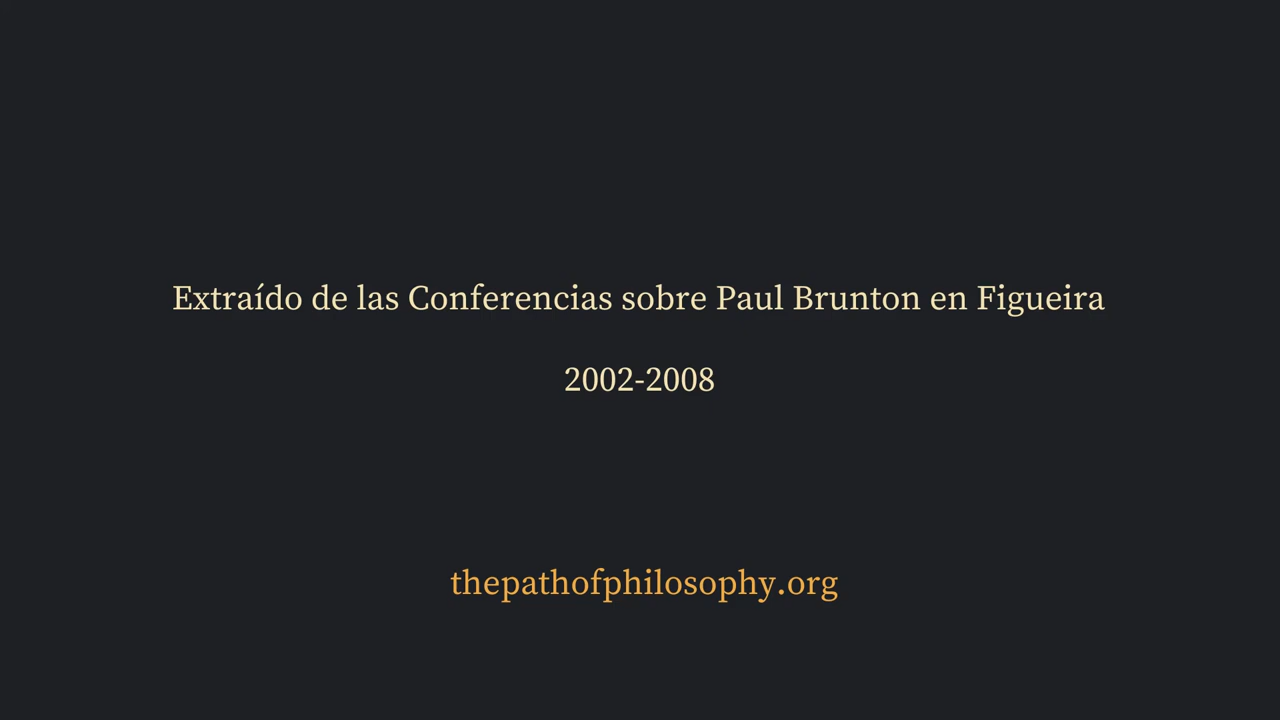 Extraído de las Conferencias sobre Paul Brunton en Figueira
2002-2008
thepathofphilosophy.org